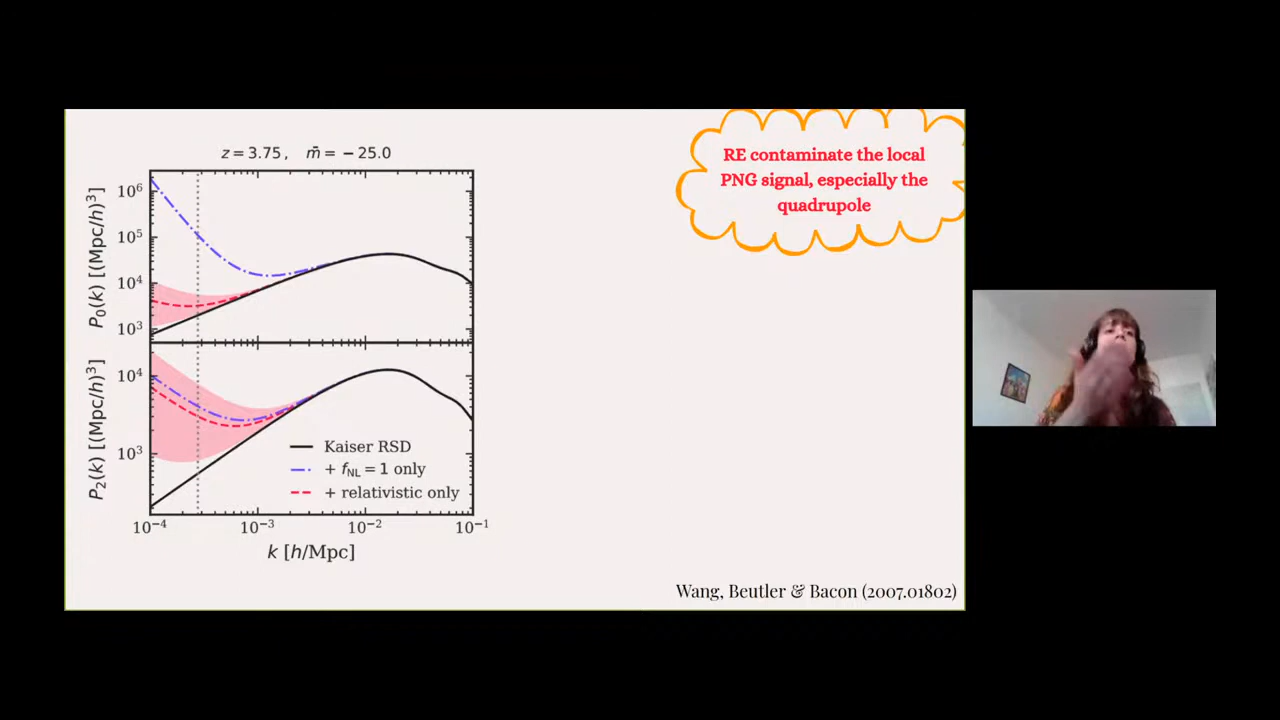 z = 3.75 , m̄ = −25.0
RE contaminate the local
PNG signal, especially the
quadrupole
P₀(k) [(Mpc/h)³]
10⁶
10⁵
10⁴
10³
P₂(k) [(Mpc/h)³]
10⁴
10³
Kaiser RSD
+ f_NL = 1 only
+ relativistic only
10⁻⁴ 10⁻³ 10⁻² 10⁻¹
k [h/Mpc]
Wang, Beutler & Bacon (2007.01802)